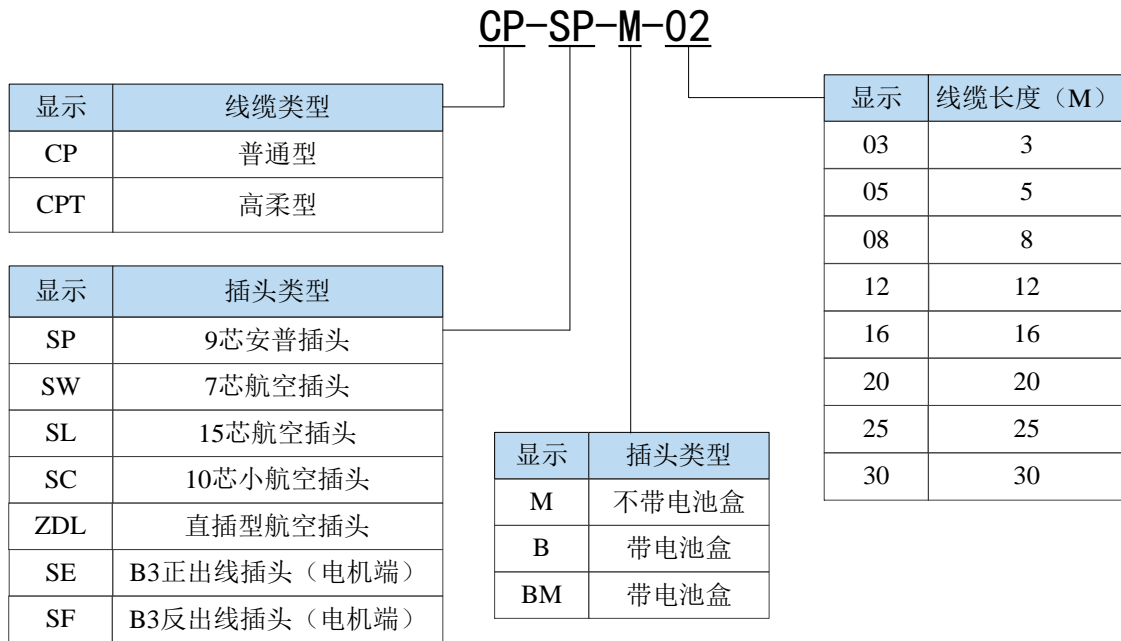 CP-SP-M-02
显示 线缆类型
CP 普通型
CPT 高柔型
显示 插头类型
SP 9芯安普插头
SW 7芯航空插头
SL 15芯航空插头
SC 10芯小航空插头
ZDL 直插型航空插头
SE B3正出线插头（电机端）
SF B3反出线插头（电机端）
显示 插头类型
M 不带电池盒
B 带电池盒
BM 带电池盒
显示 线缆长度（M）
03 3
05 5
08 8
12 12
16 16
20 20
25 25
30 30